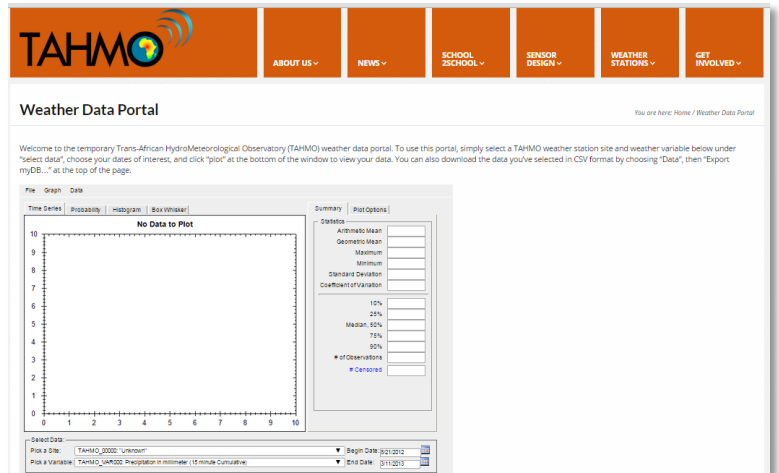 TAHMO
ABOUT US
NEWS
SCHOOL
2SCHOOL
SENSOR
DESIGN
WEATHER
STATIONS
GET
INVOLVED
Weather Data Portal
You are here: Home / Weather Data Portal
Welcome to the temporary Trans-African HydroMeteorological Observatory (TAHMO) weather data portal. To use this portal, simply select a TAHMO weather station site and weather variable below under
"select data", choose your dates of interest, and click "plot" at the bottom of the window to view your data. You can also download the data you've selected in CSV format by choosing "Data", then "Export
myDB..." at the top of the page.
File Graph Data
Time Series Probability Histogram Box Whisker Summary Plot Options
No Data to Plot
10
9
8
7
6
5
4
3
2
1
0
0 1 2 3 4 5 6 7 8 9 10
Statistics
Arithmetic Mean
Geometric Mean
Maximum
Minimum
Standard Deviation
Coefficient of Variation
10%
25%
Median, 50%
75%
90%
# of Observations
# Censored
Select Data:
Pick a Site: TAHMO_00000: "Unknown" Begin Date: 6/21/2012
Pick a Variable: TAHMO_VAR000: Precipitation in millimeter (15 minute Cumulative) End Date: 3/11/2013